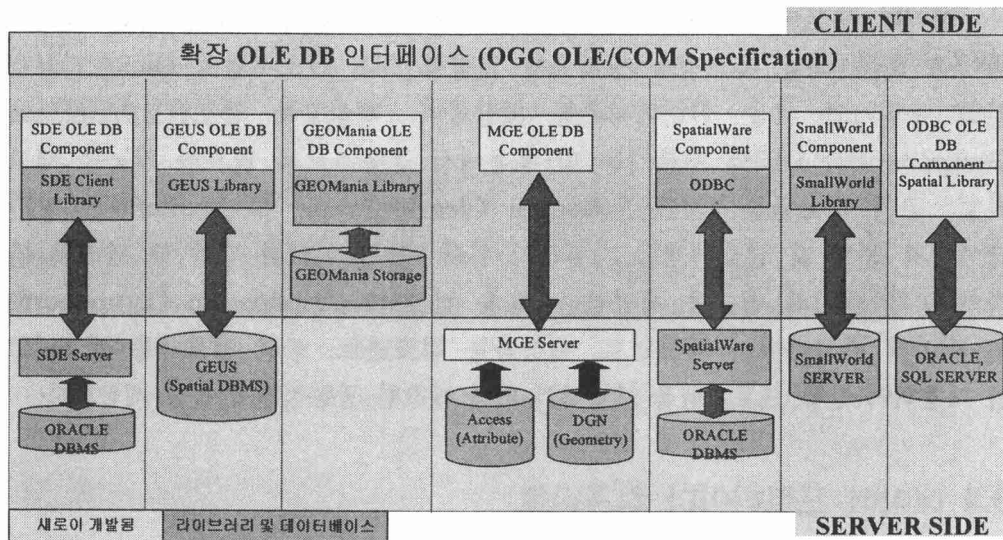 CLIENT SIDE
확장 OLE DB 인터페이스 (OGC OLE/COM Specification)
SDE OLE DB
Component
SDE Client
Library
SDE Server
ORACLE
DBMS
GEUS OLE DB
Component
GEUS Library
GEUS
(Spatial DBMS)
GEOMania OLE
DB Component
GEOMania Library
GEOMania Storage
MGE OLE DB
Component
MGE Server
Access
(Attribute)
DGN
(Geometry)
SpatialWare
Component
ODBC
SpatialWare
Server
ORACLE
DBMS
SmallWorld
Component
SmallWorld
Library
SmallWorld
SERVER
ODBC OLE
DB
Component
Spatial Library
ORACLE,
SQL SERVER
새로이 개발됨
라이브러리 및 데이터베이스
SERVER SIDE